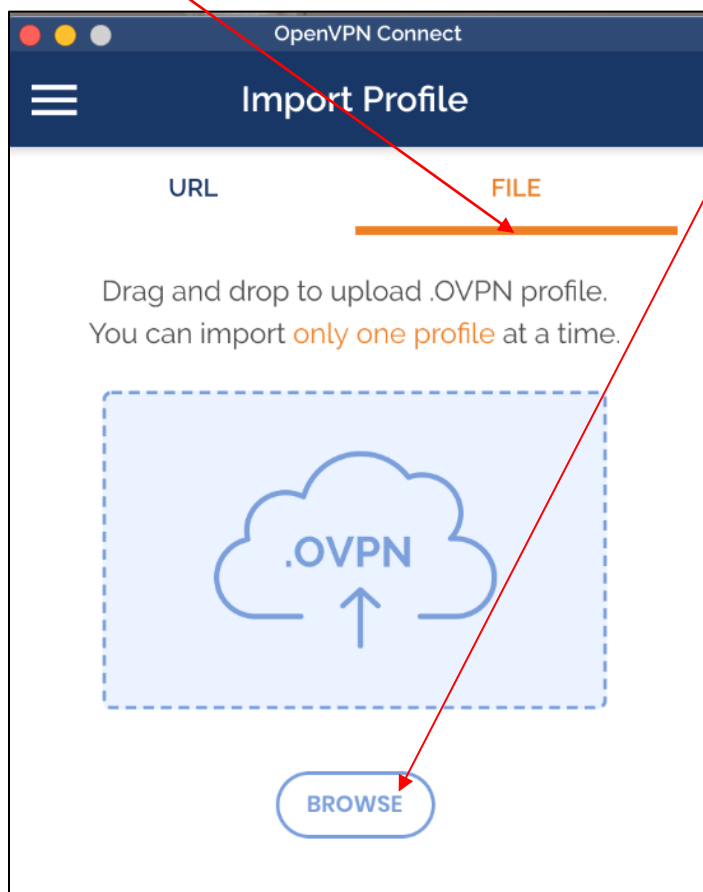 OpenVPN Connect
Import Profile
URL FILE
Drag and drop to upload .OVPN profile.
You can import only one profile at a time.
.OVPN
BROWSE